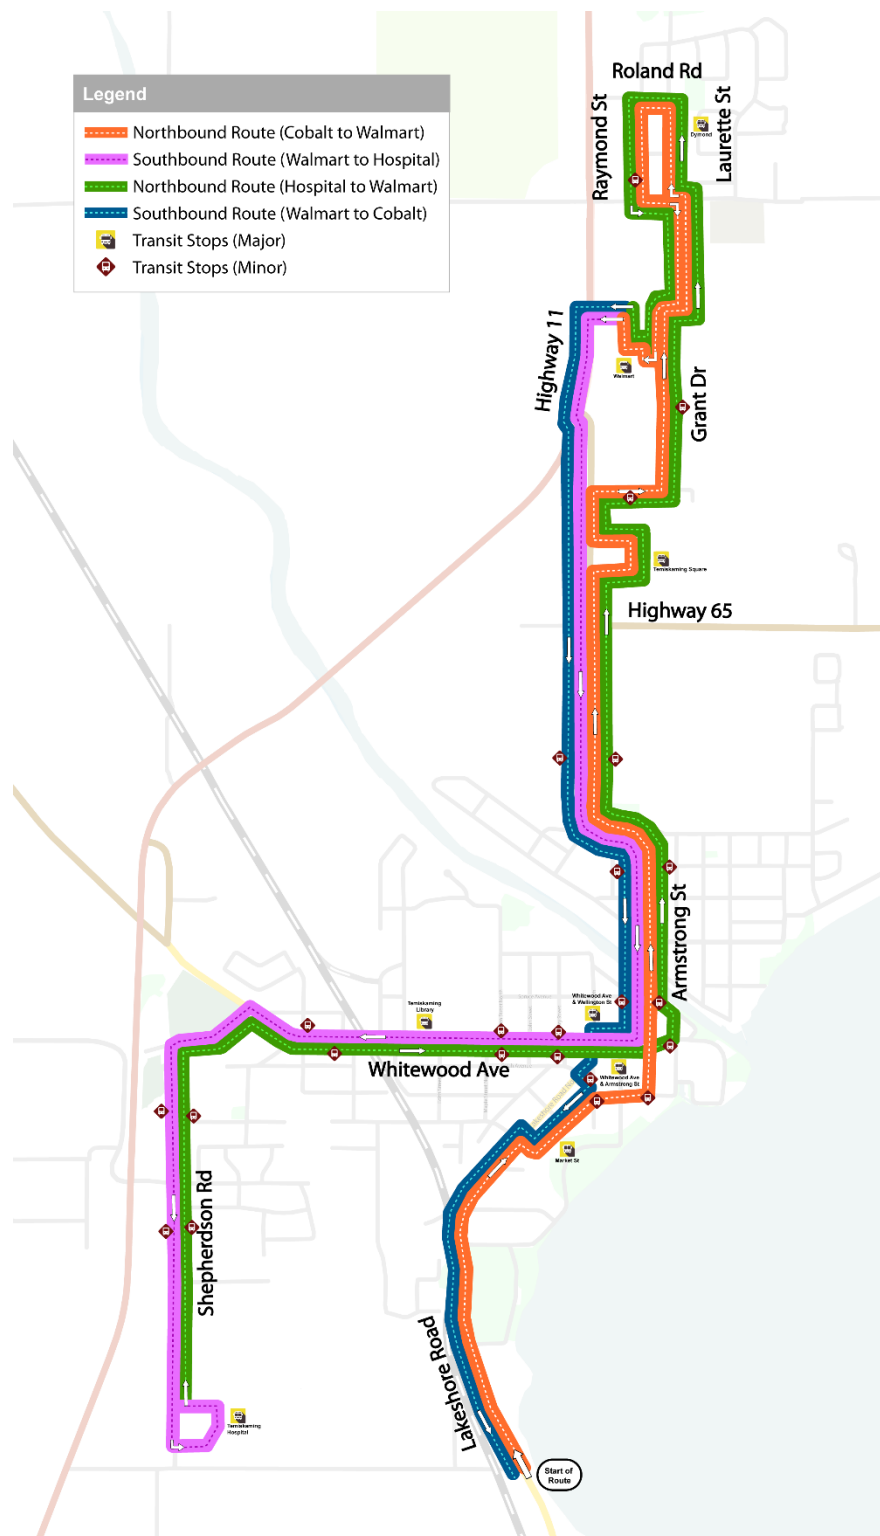 Legend
Northbound Route (Cobalt to Walmart)
Southbound Route (Walmart to Hospital)
Northbound Route (Hospital to Walmart)
Southbound Route (Walmart to Cobalt)
Transit Stops (Major)
Transit Stops (Minor)
Roland Rd
Raymond St
Laurette St
Dymond
Highway 11
Walmart
Grant Dr
Temiskaming Square
Highway 65
Armstrong St
Temiskaming
Library
Whitewood Ave
& Wellington St
Whitewood Ave
Whitewood Ave
& Armstrong St
Market St
Shepherdson Rd
Lakeshore Road
Temiskaming
Hospital
Start of
Route